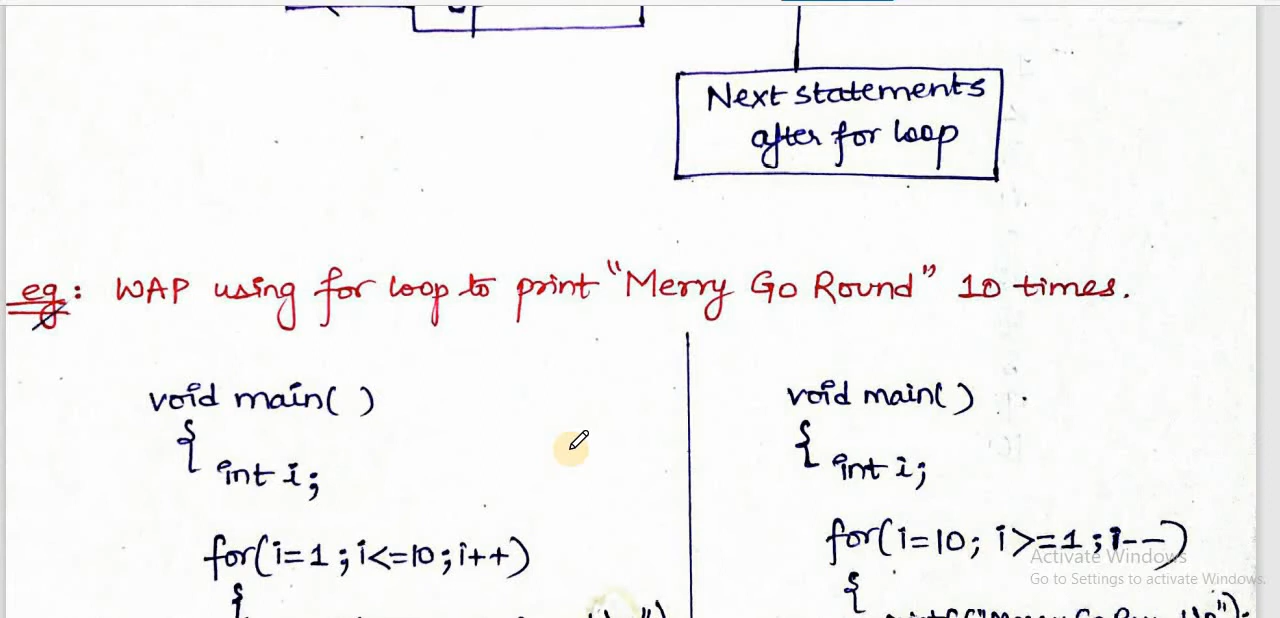 Next statements
after for loop
eg: WAP using for loop to print "Merry Go Round" 10 times.
void main( )
{
int i;
for(i=1; i<=10; i++)
{
void main( )
{
int i;
for(i=10; i>=1; i--)
{
Activate Windows
Go to Settings to activate Windows.